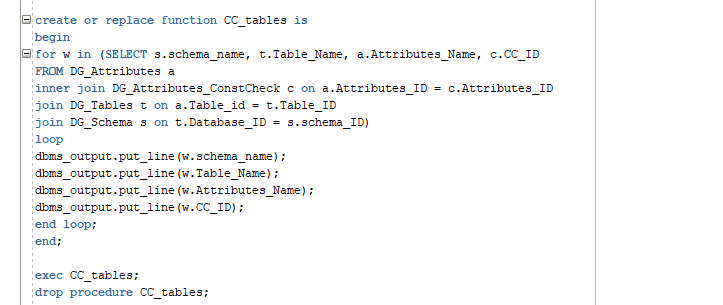 create or replace function CC_tables is
begin
for w in (SELECT s.schema_name, t.Table_Name, a.Attributes_Name, c.CC_ID
FROM DG_Attributes a
inner join DG_Attributes_ConstCheck c on a.Attributes_ID = c.Attributes_ID
join DG_Tables t on a.Table_id = t.Table_ID
join DG_Schema s on t.Database_ID = s.schema_ID)
loop
dbms_output.put_line(w.schema_name);
dbms_output.put_line(w.Table_Name);
dbms_output.put_line(w.Attributes_Name);
dbms_output.put_line(w.CC_ID);
end loop;
end;
exec CC_tables;
drop procedure CC_tables;